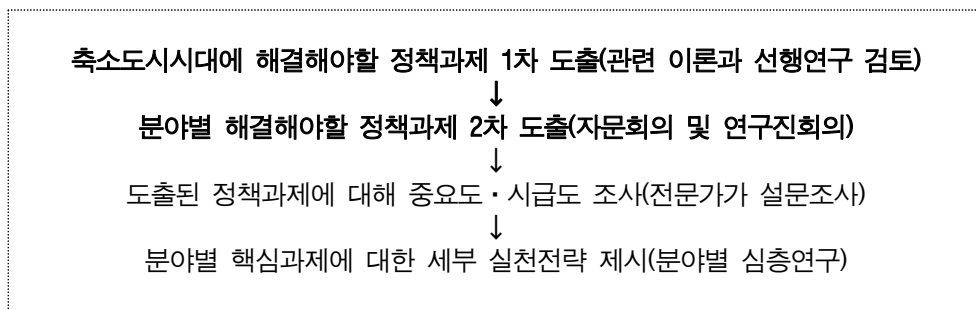 축소도시시대에 해결해야할 정책과제 1차 도출(관련 이론과 선행연구 검토)
↓
분야별 해결해야할 정책과제 2차 도출(자문회의 및 연구진회의)
↓
도출된 정책과제에 대해 중요도·시급도 조사(전문가가 설문조사)
↓
분야별 핵심과제에 대한 세부 실천전략 제시(분야별 심층연구)